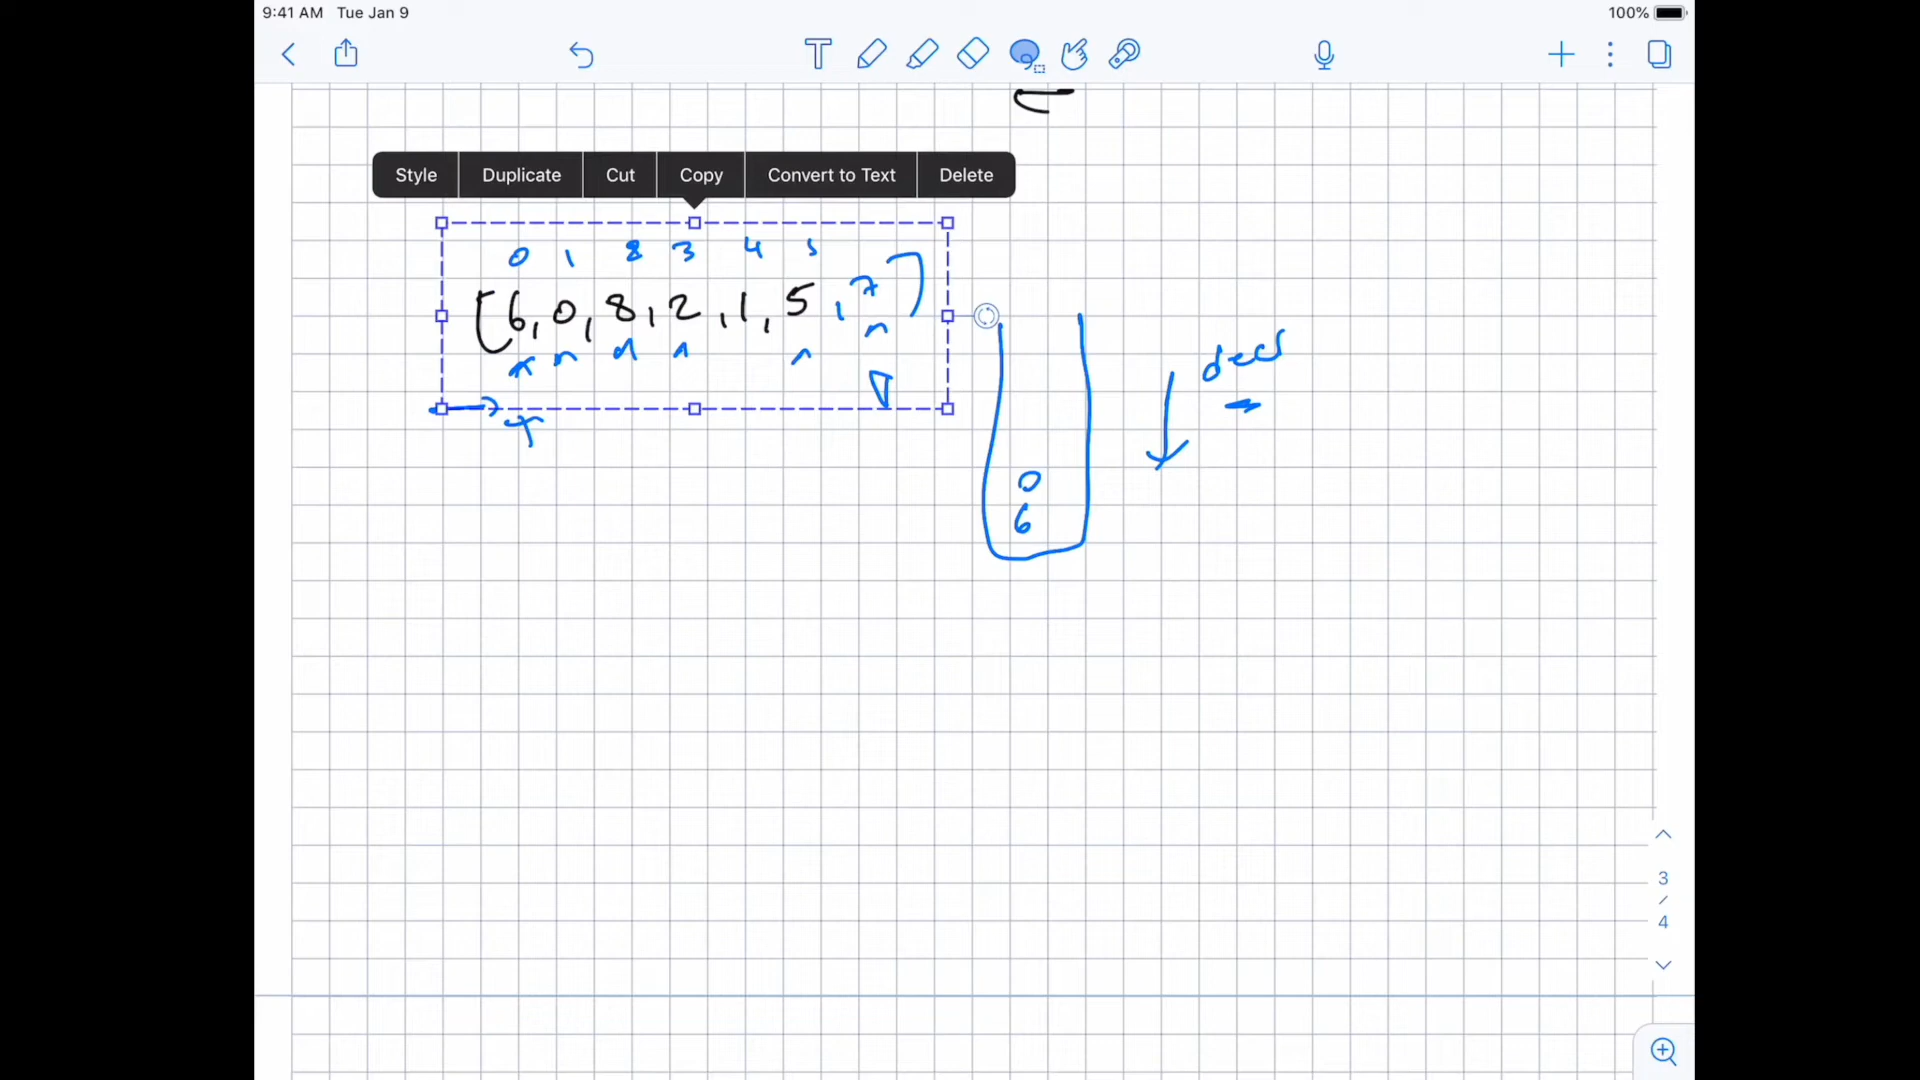 9:41 AM Tue Jan 9
100%
Style Duplicate Cut Copy Convert to Text Delete
0 1 2 3 4 5
[6, 0, 8, 2, 1, 5, 7]
decr
0
6
3
/
4